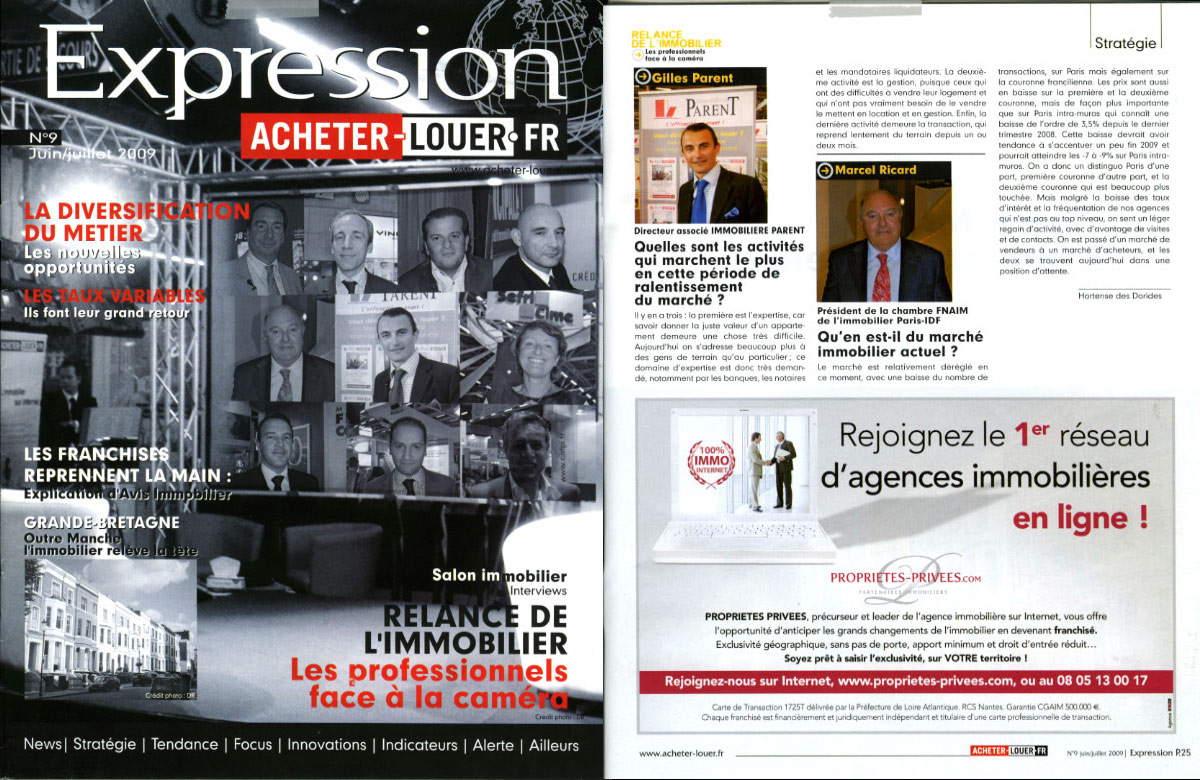 Expression
ACHETER-LOUER.FR
N°9
Juin/juillet 2009
www.acheter-louer
LA DIVERSIFICATION
DU METIER
Les nouvelles
opportunités
LES TAUX VARIABLES
Ils font leur grand retour
LES FRANCHISES
REPRENNENT LA MAIN :
Explication d'Avis Immobilier
GRANDE-BRETAGNE
Outre Manche
l'immobilier relève la tête
Crédit photo : DR
Salon immobilier
Interviews
RELANCE DE
L'IMMOBILIER
Les professionnels
face à la caméra
Crédit photo : DR
News| Stratégie | Tendance | Focus | Innovations | Indicateurs | Alerte | Ailleurs
Stratégie
RELANCE
DE L'IMMOBILIER
Les professionnels
face à la caméra
Gilles Parent
PARENT
Directeur associé IMMOBILIERE PARENT
Quelles sont les activités
qui marchent le plus
en cette période de
ralentissement
du marché ?
Il y en a trois : la première est l'expertise, car
savoir donner la juste valeur d'un apparte-
ment demeure une chose très difficile.
Aujourd'hui on s'adresse beaucoup plus à
des gens de terrain qu'au particulier ; ce
domaine d'expertise est donc très deman-
dé, notamment par les banques, les notaires
et les mandataires liquidateurs. La deuxiè-
me activité est la gestion, puisque ceux qui
ont des difficultés à vendre leur logement et
qui n'ont pas vraiment besoin de le vendre
le mettent en location et en gestion. Enfin, la
dernière activité demeure la transaction, qui
reprend lentement du terrain depuis un ou
deux mois.
Marcel Ricard
Président de la chambre FNAIM
de l'immobilier Paris-IDF
Qu'en est-il du marché
immobilier actuel ?
Le marché est relativement déréglé en
ce moment, avec une baisse du nombre de
transactions, sur Paris mais également sur
la couronne francilienne. Les prix sont aussi
en baisse sur la première et la deuxième
couronne, mais de façon plus importante
que sur Paris intra-muros qui connaît une
baisse de l'ordre de 3,5% depuis le dernier
trimestre 2008. Cette baisse devrait avoir
tendance à s'accentuer un peu fin 2009 et
pourrait atteindre les -7 à -9% sur Paris intra-
muros. On a donc un distinguo Paris d'une
part, première couronne d'autre part, et la
deuxième couronne qui est beaucoup plus
touchée. Mais malgré la baisse des taux
d'intérêt et la fréquentation de nos agences
qui n'est pas au top niveau, on sent un léger
regain d'activité, avec d'avantage de visites
et de contacts. On est passé d'un marché de
vendeurs à un marché d'acheteurs, et les
deux se trouvent aujourd'hui dans une
position d'attente.
Hortense des Dorides
100%
IMMO
INTERNET
Rejoignez le 1er réseau
d'agences immobilières
en ligne !
PROPRIETES-PRIVEES.COM
PARTENAIRES IMMOBILIERS
PROPRIETES PRIVEES, précurseur et leader de l'agence immobilière sur Internet, vous offre
l'opportunité d'anticiper les grands changements de l'immobilier en devenant franchisé.
Exclusivité géographique, sans pas de porte, apport minimum et droit d'entrée réduit...
Soyez prêt à saisir l'exclusivité, sur VOTRE territoire !
Rejoignez-nous sur Internet, www.proprietes-privees.com, ou au 08 05 13 00 17
Carte de Transaction 1725T délivrée par la Préfecture de Loire Atlantique. RCS Nantes. Garantie CGAIM 500.000 €.
Chaque franchisé est financièrement et juridiquement indépendant et titulaire d'une carte professionnelle de transaction.
www.acheter-louer.fr
ACHETER-LOUER.FR
N°9 juin/juillet 2009| Expression P.25